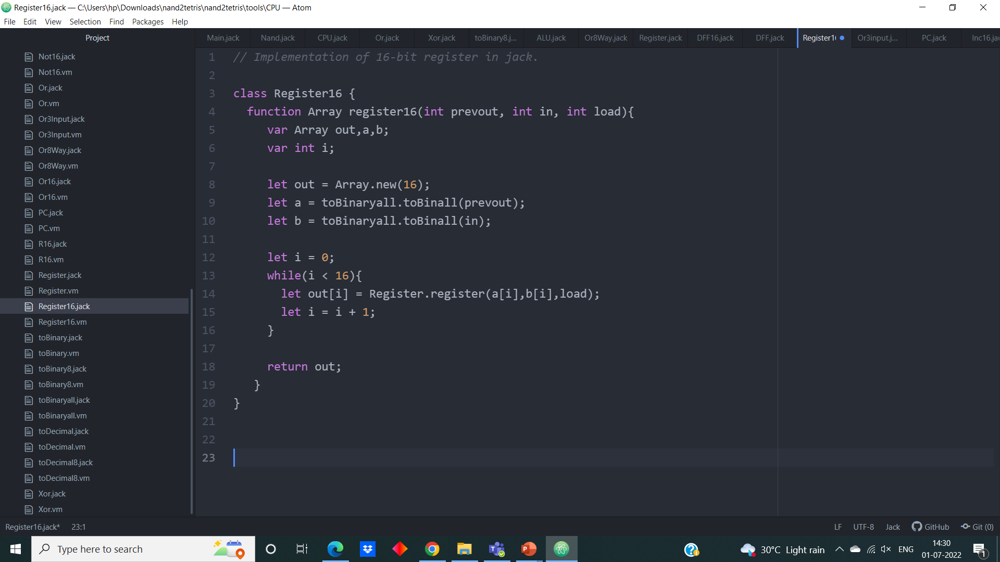 Register16.jack — C:\Users\hp\Downloads\nand2tetris\nand2tetris\tools\CPU — Atom
File Edit View Selection Find Packages Help
Project
Main.jack Nand.jack CPU.jack Or.jack Xor.jack toBinary8.j... ALU.jack Or8Way.jack Register.jack DFF16.jack DFF.jack Register1 Or3input.j... PC.jack Inc16.ja
Not16.jack
Not16.vm
Or.jack
Or.vm
Or3Input.jack
Or3Input.vm
Or8Way.jack
Or8Way.vm
Or16.jack
Or16.vm
PC.jack
PC.vm
R16.jack
R16.vm
Register.jack
Register.vm
Register16.jack
Register16.vm
toBinary.jack
toBinary.vm
toBinary8.jack
toBinary8.vm
toBinaryall.jack
toBinaryall.vm
toDecimal.jack
toDecimal.vm
toDecimal8.jack
toDecimal8.vm
Xor.jack
Xor.vm
1 // Implementation of 16-bit register in jack.
2
3 class Register16 {
4 function Array register16(int prevout, int in, int load){
5 var Array out,a,b;
6 var int i;
7
8 let out = Array.new(16);
9 let a = toBinaryall.toBinall(prevout);
10 let b = toBinaryall.toBinall(in);
11
12 let i = 0;
13 while(i < 16){
14 let out[i] = Register.register(a[i],b[i],load);
15 let i = i + 1;
16 }
17
18 return out;
19 }
20 }
21
22
23
Register16.jack* 23:1 LF UTF-8 Jack GitHub Git (0)
Type here to search 30°C Light rain ENG 14:30
01-07-2022 1